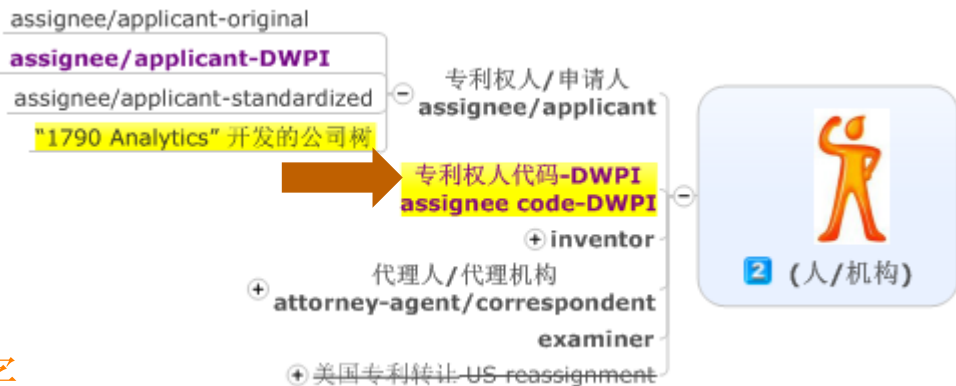 assignee/applicant-original
assignee/applicant-DWPI
assignee/applicant-standardized
“1790 Analytics” 开发的公司树
专利权人/申请人
assignee/applicant
专利权人代码-DWPI
assignee code-DWPI
inventor
代理人/代理机构
attorney-agent/correspondent
examiner
美国专利转让 US reassignment
2 (人/机构)